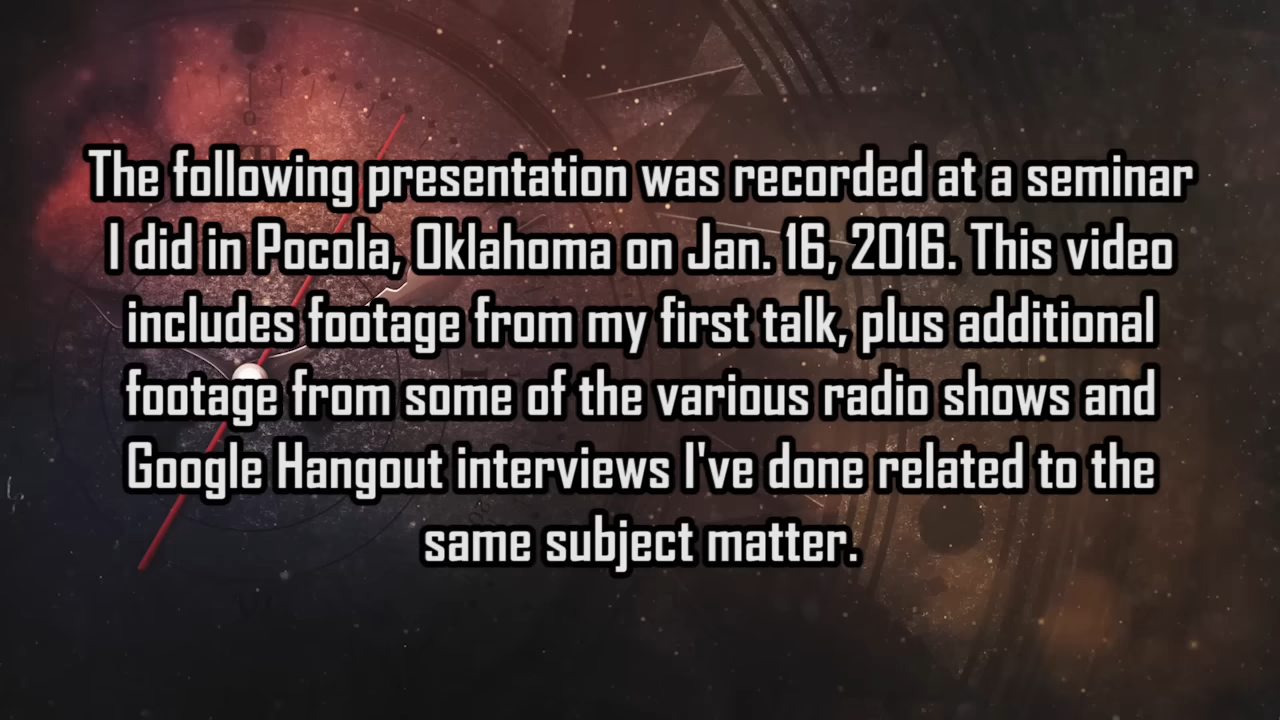 The following presentation was recorded at a seminar
I did in Pocola, Oklahoma on Jan. 16, 2016. This video
includes footage from my first talk, plus additional
footage from some of the various radio shows and
Google Hangout interviews I've done related to the
same subject matter.